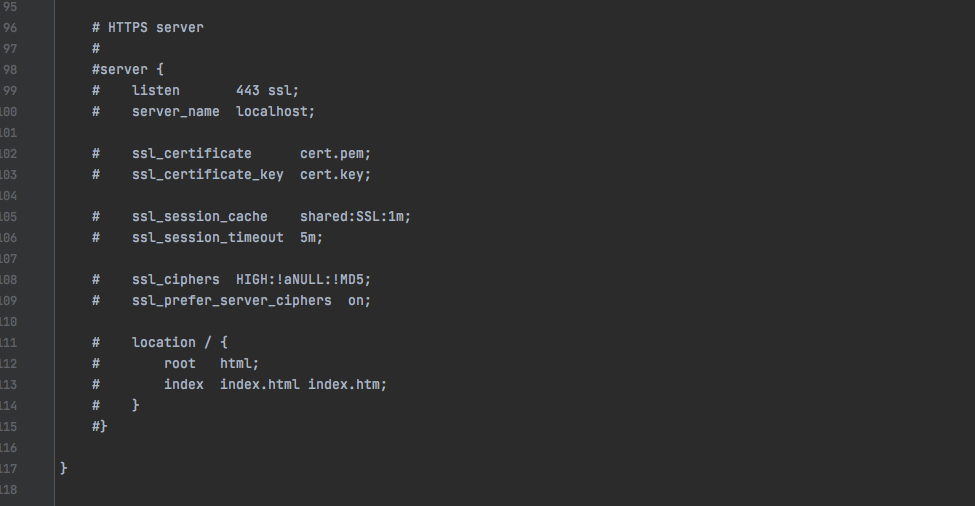 95
96 # HTTPS server
97 #
98 #server {
99 #    listen       443 ssl;
100 #    server_name  localhost;
101
102 #    ssl_certificate      cert.pem;
103 #    ssl_certificate_key  cert.key;
104
105 #    ssl_session_cache    shared:SSL:1m;
106 #    ssl_session_timeout  5m;
107
108 #    ssl_ciphers  HIGH:!aNULL:!MD5;
109 #    ssl_prefer_server_ciphers  on;
110
111 #    location / {
112 #        root   html;
113 #        index  index.html index.htm;
114 #    }
115 #}
116
117 }
118